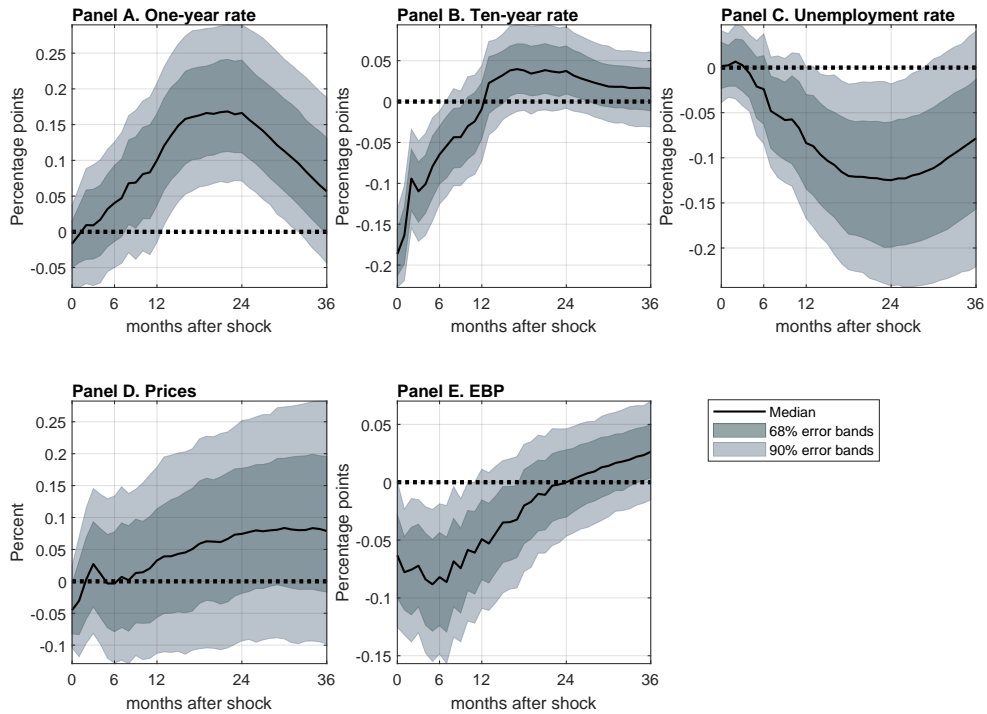 Panel A. One-year rate
Percentage points
0.25
0.2
0.15
0.1
0.05
0
-0.05
0 6 12 24 36
months after shock
Panel B. Ten-year rate
Percentage points
0.05
0
-0.05
-0.1
-0.15
-0.2
0 6 12 24 36
months after shock
Panel C. Unemployment rate
Percentage points
0
-0.1
-0.2
0 6 12 24 36
months after shock
Panel D. Prices
Percent
0.25
0.2
0.15
0.1
0.05
0
-0.05
-0.1
0 6 12 24 36
months after shock
Panel E. EBP
Percentage points
0.05
0
-0.05
-0.1
-0.15
0 6 12 24 36
months after shock
Median
68% error bands
90% error bands